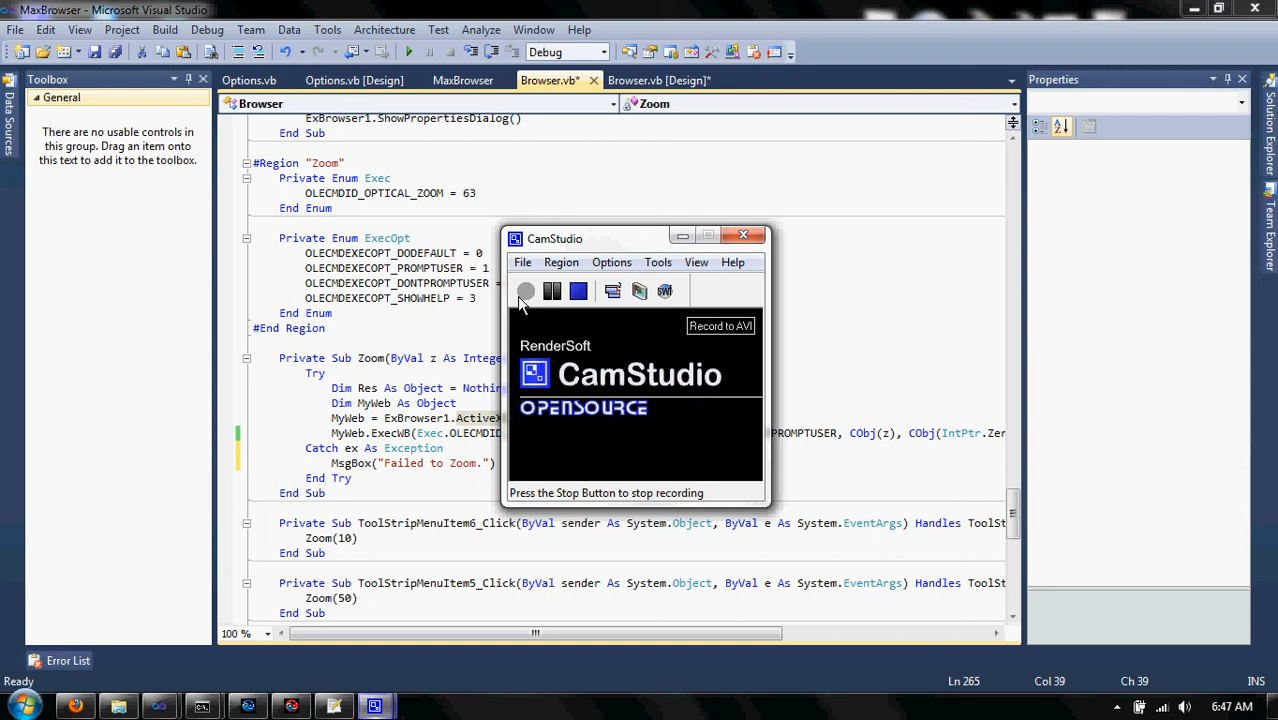 MaxBrowser - Microsoft Visual Studio
File Edit View Project Build Debug Team Data Tools Architecture Test Analyze Window Help
Debug
Toolbox
General
There are no usable controls in
this group. Drag an item onto
this text to add it to the toolbox.
Data Sources
Options.vb Options.vb [Design] MaxBrowser Browser.vb* Browser.vb [Design]*
Browser Zoom
ExBrowser1.ShowPropertiesDialog()
End Sub
#Region "Zoom"
Private Enum Exec
OLECMDID_OPTICAL_ZOOM = 63
End Enum
Private Enum ExecOpt
OLECMDEXECOPT_DODEFAULT = 0
OLECMDEXECOPT_PROMPTUSER = 1
OLECMDEXECOPT_DONTPROMPTUSER =
OLECMDEXECOPT_SHOWHELP = 3
End Enum
#End Region
Private Sub Zoom(ByVal z As Intege
Try
Dim Res As Object = Nothin
Dim MyWeb As Object
MyWeb = ExBrowser1.ActiveX
MyWeb.ExecWB(Exec.OLECMDID PROMPTUSER, CObj(z), CObj(IntPtr.Zer
Catch ex As Exception
MsgBox("Failed to Zoom.")
End Try
End Sub
Private Sub ToolStripMenuItem6_Click(ByVal sender As System.Object, ByVal e As System.EventArgs) Handles ToolSt
Zoom(10)
End Sub
Private Sub ToolStripMenuItem5_Click(ByVal sender As System.Object, ByVal e As System.EventArgs) Handles ToolSt
Zoom(50)
End Sub
100 %
CamStudio
File Region Options Tools View Help
SWF
Record to AVI
RenderSoft
CamStudio
OPENSOURCE
Press the Stop Button to stop recording
Properties
Solution Explorer
Team Explorer
Error List
Ready Ln 265 Col 39 Ch 39 INS
6:47 AM